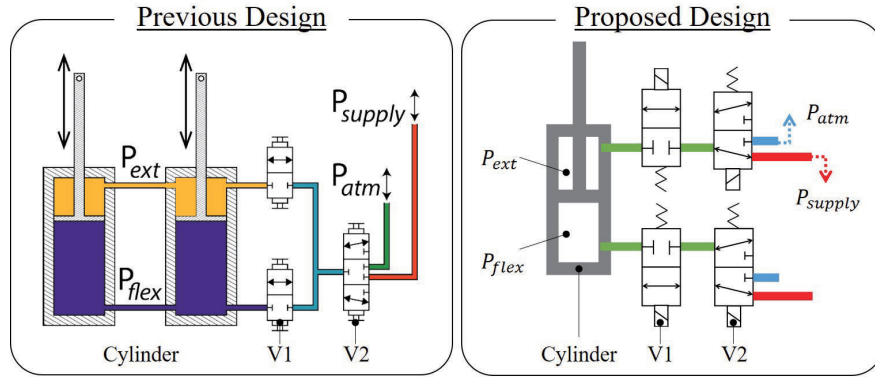 Previous Design
P_supply
P_ext
P_atm
P_flex
Cylinder
V1
V2
Proposed Design
P_atm
P_ext
P_supply
P_flex
Cylinder
V1
V2